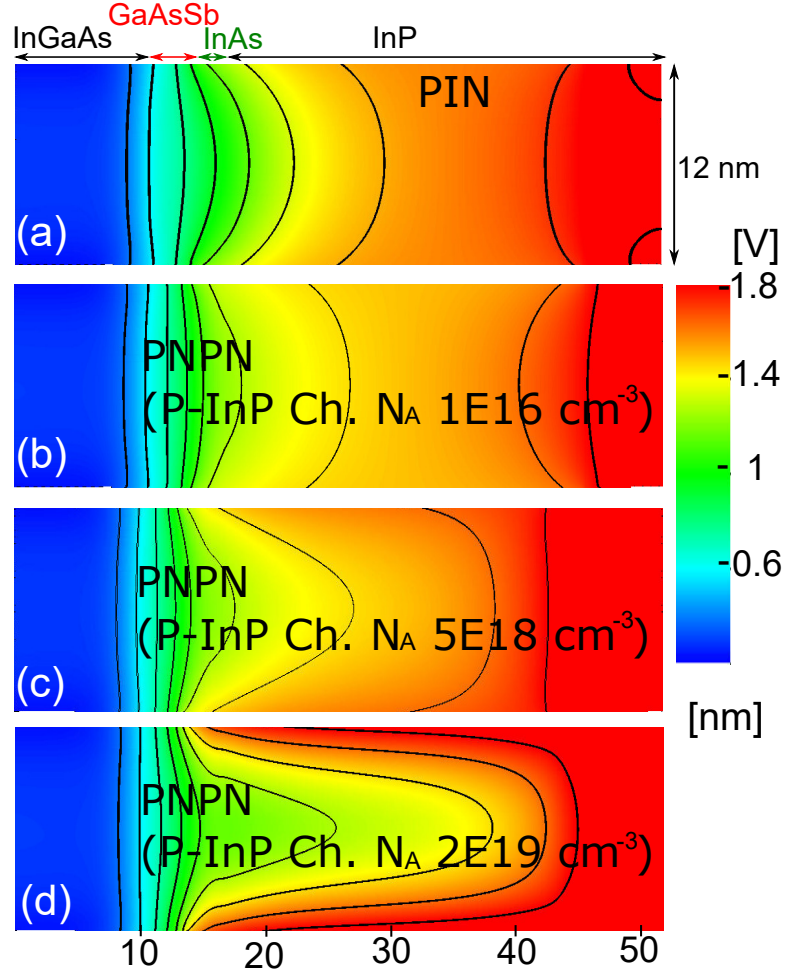 GaAsSb
InGaAs InAs InP
PIN
12 nm
(a)
[V]
1.8
PNPN
(P-InP Ch. NA 1E16 cm-3)
1.4
(b)
1
PNPN
(P-InP Ch. NA 5E18 cm-3)
0.6
(c)
[nm]
PNPN
(P-InP Ch. NA 2E19 cm-3)
(d)
10 20 30 40 50